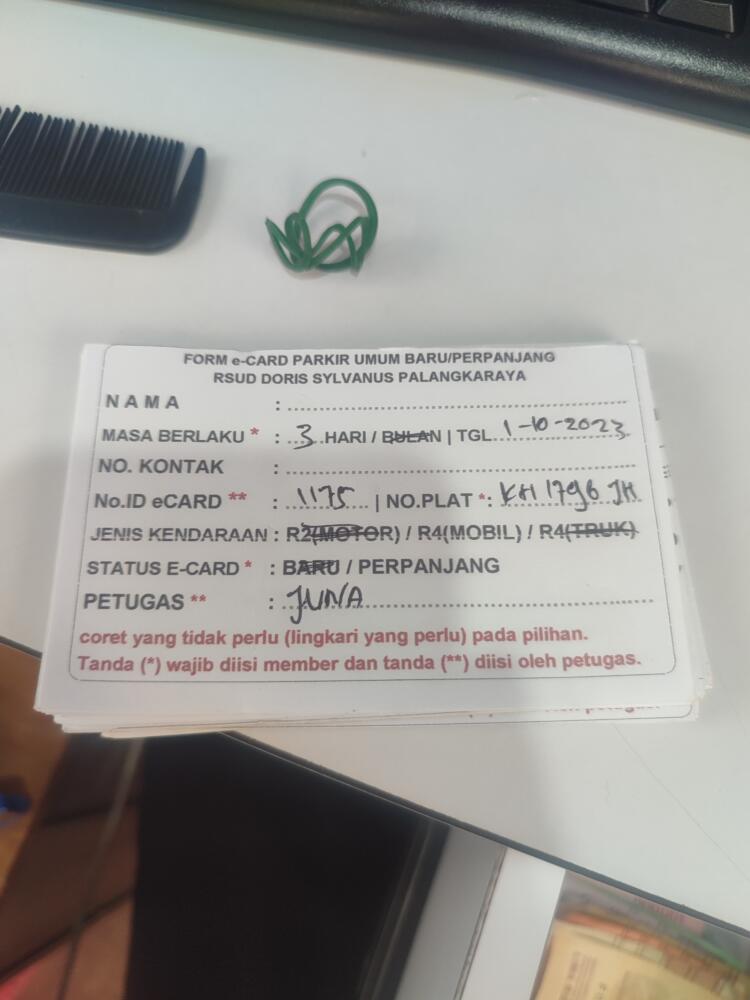 FORM e-CARD PARKIR UMUM BARU/PERPANJANG
RSUD DORIS SYLVANUS PALANGKARAYA
NAMA :
MASA BERLAKU * : 3 HARI / BULAN | TGL 1-10-2023
NO. KONTAK :
No.ID eCARD ** : 1175 | NO.PLAT *: KH 1796 JH
JENIS KENDARAAN : R2(MOTOR) / R4(MOBIL) / R4(TRUK)
STATUS E-CARD * : BARU / PERPANJANG
PETUGAS ** : JUNA
coret yang tidak perlu (lingkari yang perlu) pada pilihan.
Tanda (*) wajib diisi member dan tanda (**) diisi oleh petugas.